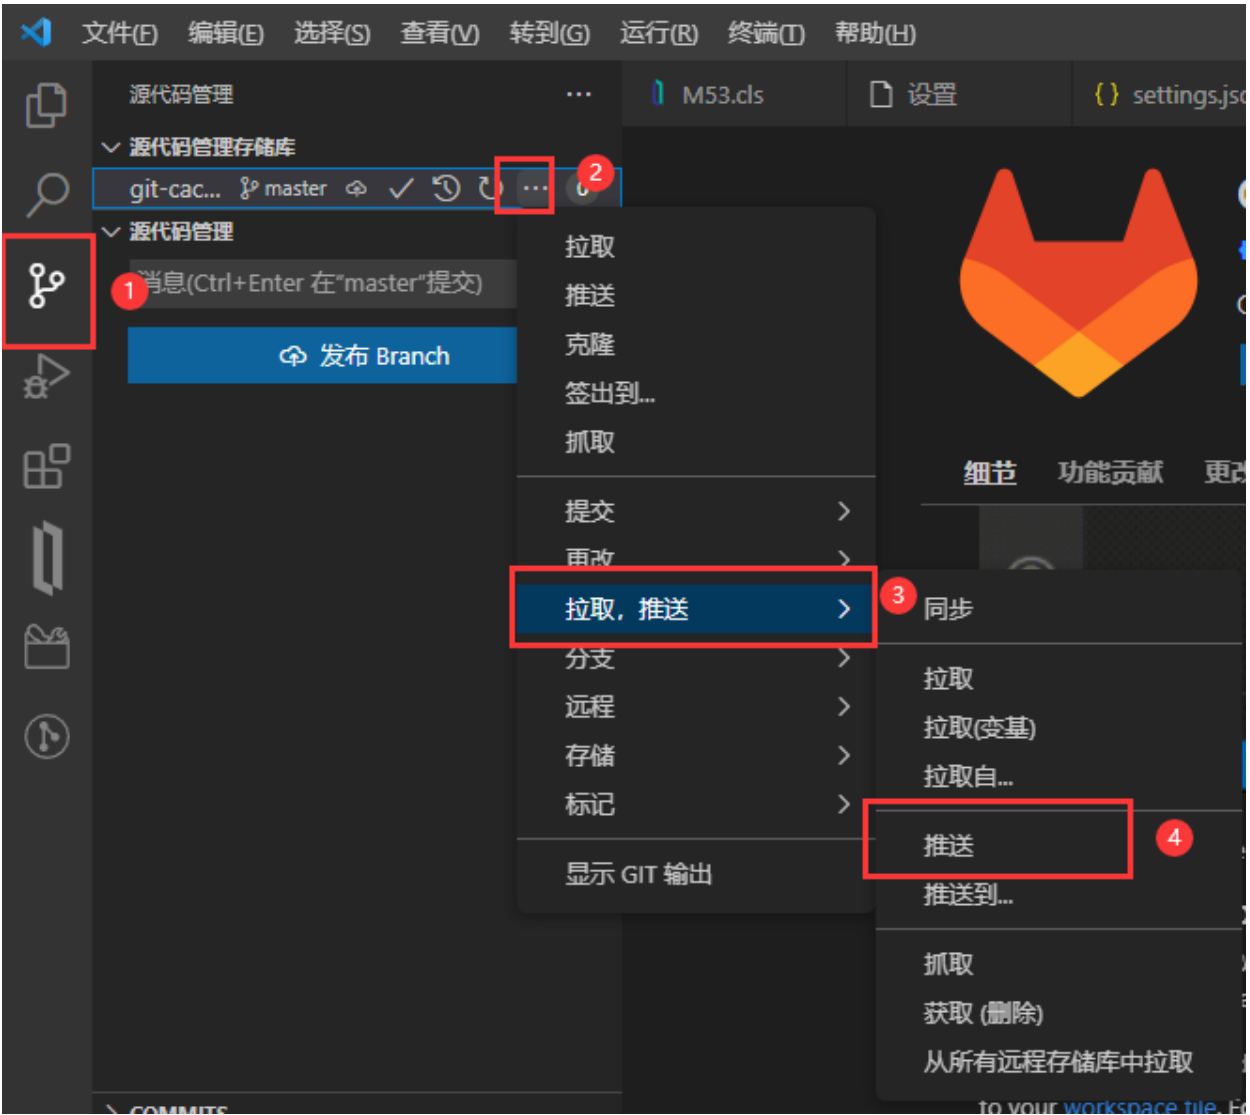 文件(F) 编辑(E) 选择(S) 查看(V) 转到(G) 运行(R) 终端(T) 帮助(H)
源代码管理 ···
M53.cls 设置 {} settings.jso
源代码管理存储库
git-cac... master ··· 2
源代码管理
1 消息(Ctrl+Enter 在"master"提交)
发布 Branch
拉取
推送
克隆
签出到...
抓取
提交
更改
拉取，推送
分支
远程
存储
标记
显示 GIT 输出
细节 功能贡献 更改
3 同步
拉取
拉取(变基)
拉取自...
推送 4
推送到...
抓取
获取 (删除)
从所有远程存储库中拉取
COMMITS
to your workspace file.